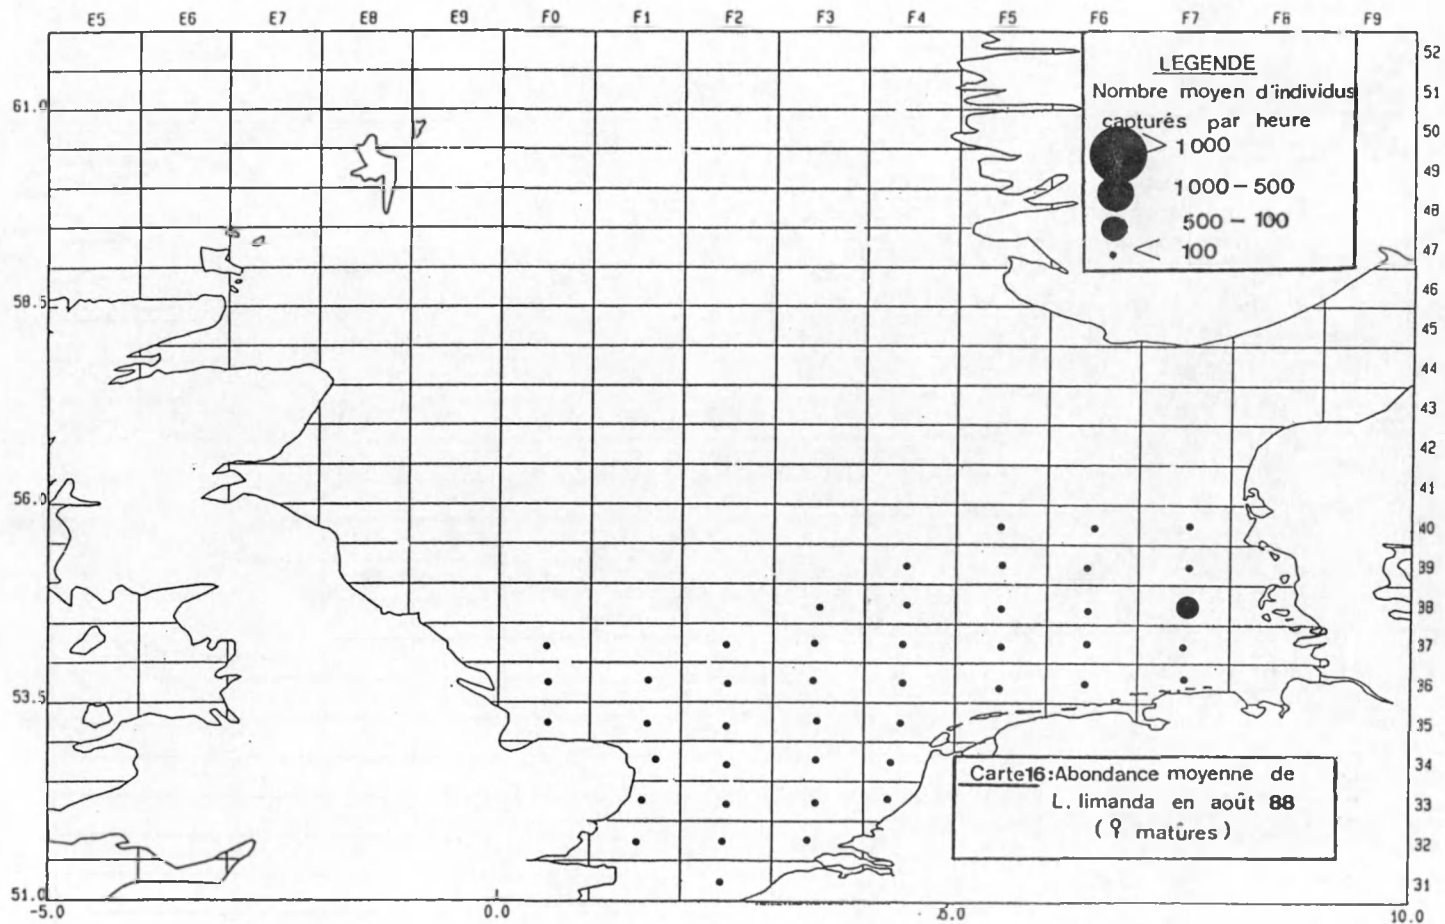 E5 E6 E7 E8 E9 F0 F1 F2 F3 F4 F5 F6 F7 F8 F9
LEGENDE
Nombre moyen d'individus
capturés par heure
> 1000
1000 – 500
500 – 100
< 100
61.0
58.5
56.0
53.5
51.0
52
51
50
49
48
47
46
45
44
43
42
41
40
39
38
37
36
35
34
33
32
31
Carte16: Abondance moyenne de
L. limanda en août 88
(♀ matûres)
-5.0 0.0 5.0 10.0